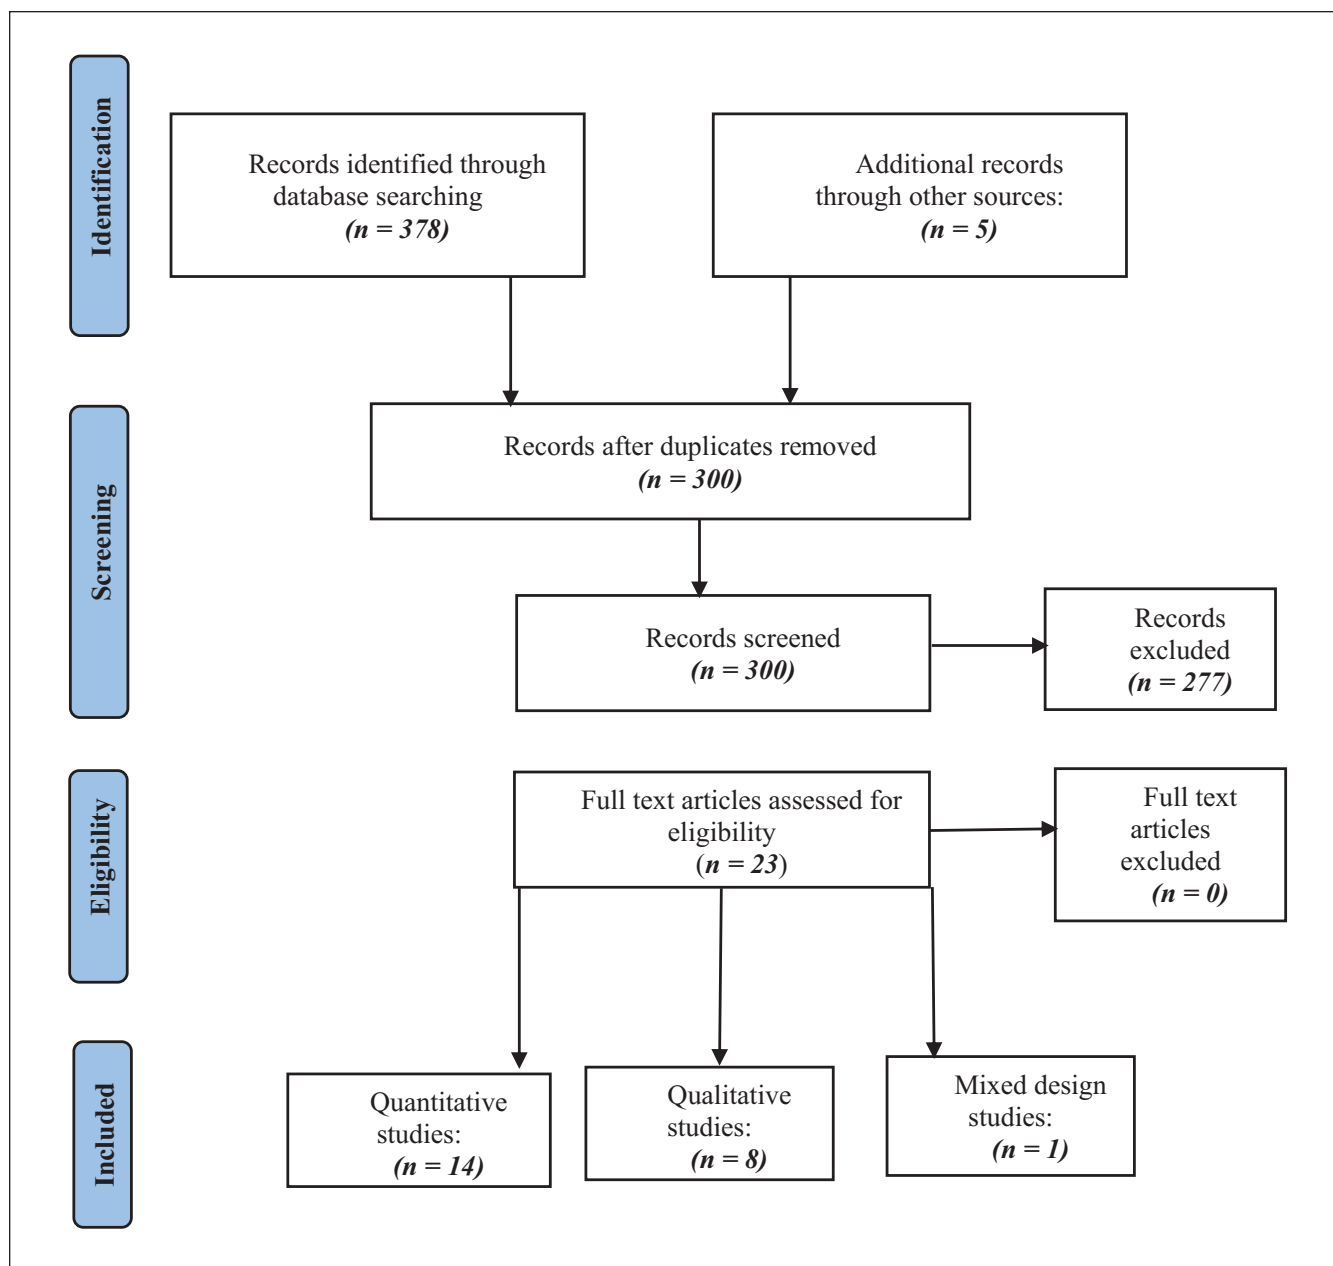 Identification
Records identified through
database searching
(n = 378)
Additional records
through other sources:
(n = 5)
Screening
Records after duplicates removed
(n = 300)
Records screened
(n = 300)
Records
excluded
(n = 277)
Eligibility
Full text articles assessed for
eligibility
(n = 23)
Full text
articles
excluded
(n = 0)
Included
Quantitative
studies:
(n = 14)
Qualitative
studies:
(n = 8)
Mixed design
studies:
(n = 1)